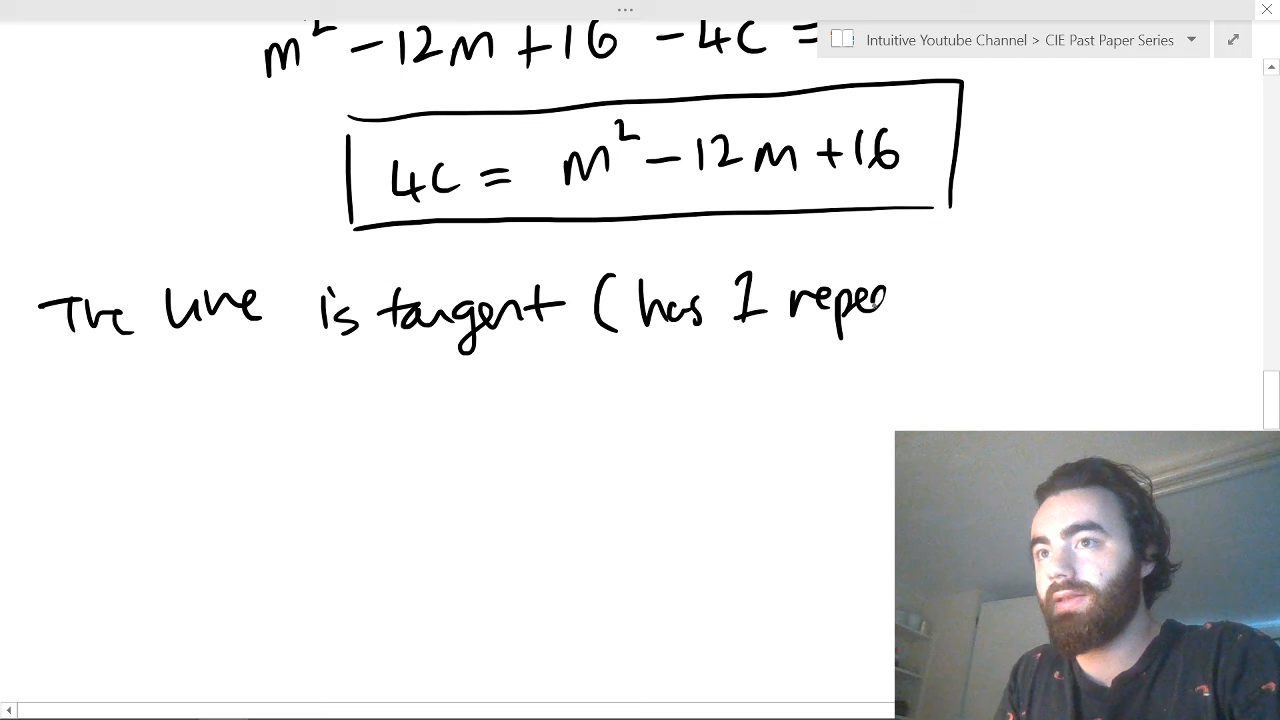 m² - 12m + 16 - 4c =
Intuitive Youtube Channel > CIE Past Paper Series
4c = m² - 12m + 16
The line is tangent (has 1 repea